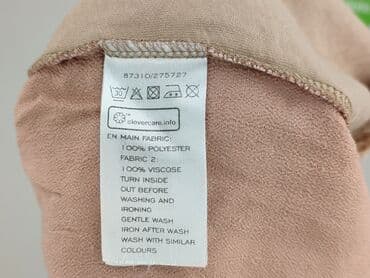 87310/275727
30
clevercare.info
EN MAIN FABRIC:
100% POLYESTER
FABRIC 2:
100% VISCOSE
TURN INSIDE
OUT BEFORE
WASHING AND
IRONING
GENTLE WASH
IRON AFTER WASH
WASH WITH SIMILAR
COLOURS